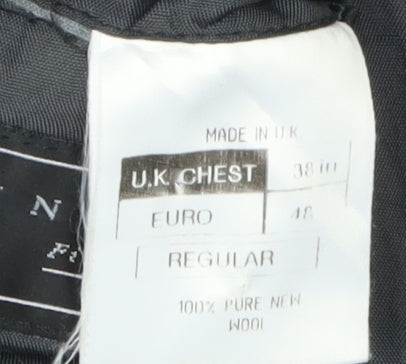 MADE IN U.K
U.K. CHEST 38 in
EURO 48
REGULAR
100% PURE NEW
WOOL
N